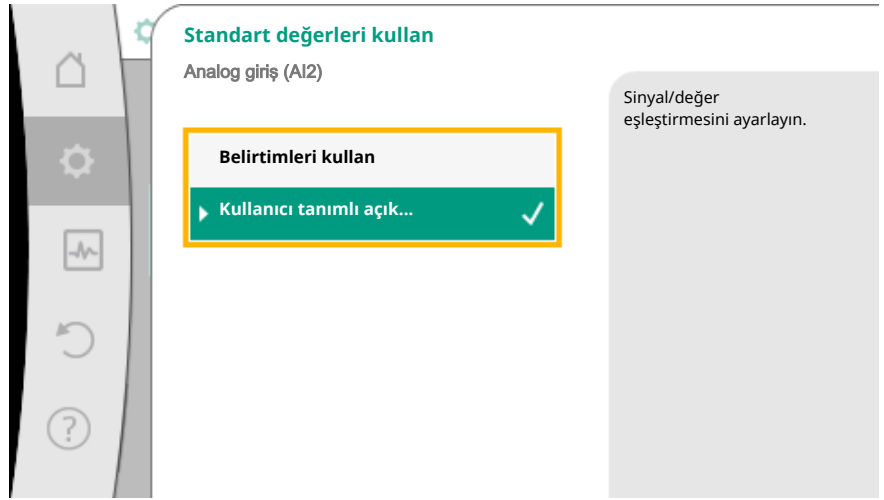 Standart değerleri kullan
Analog giriş (AI2)
Sinyal/değer
eşleştirmesini ayarlayın.
Belirtimleri kullan
Kullanıcı tanımlı açık...
?